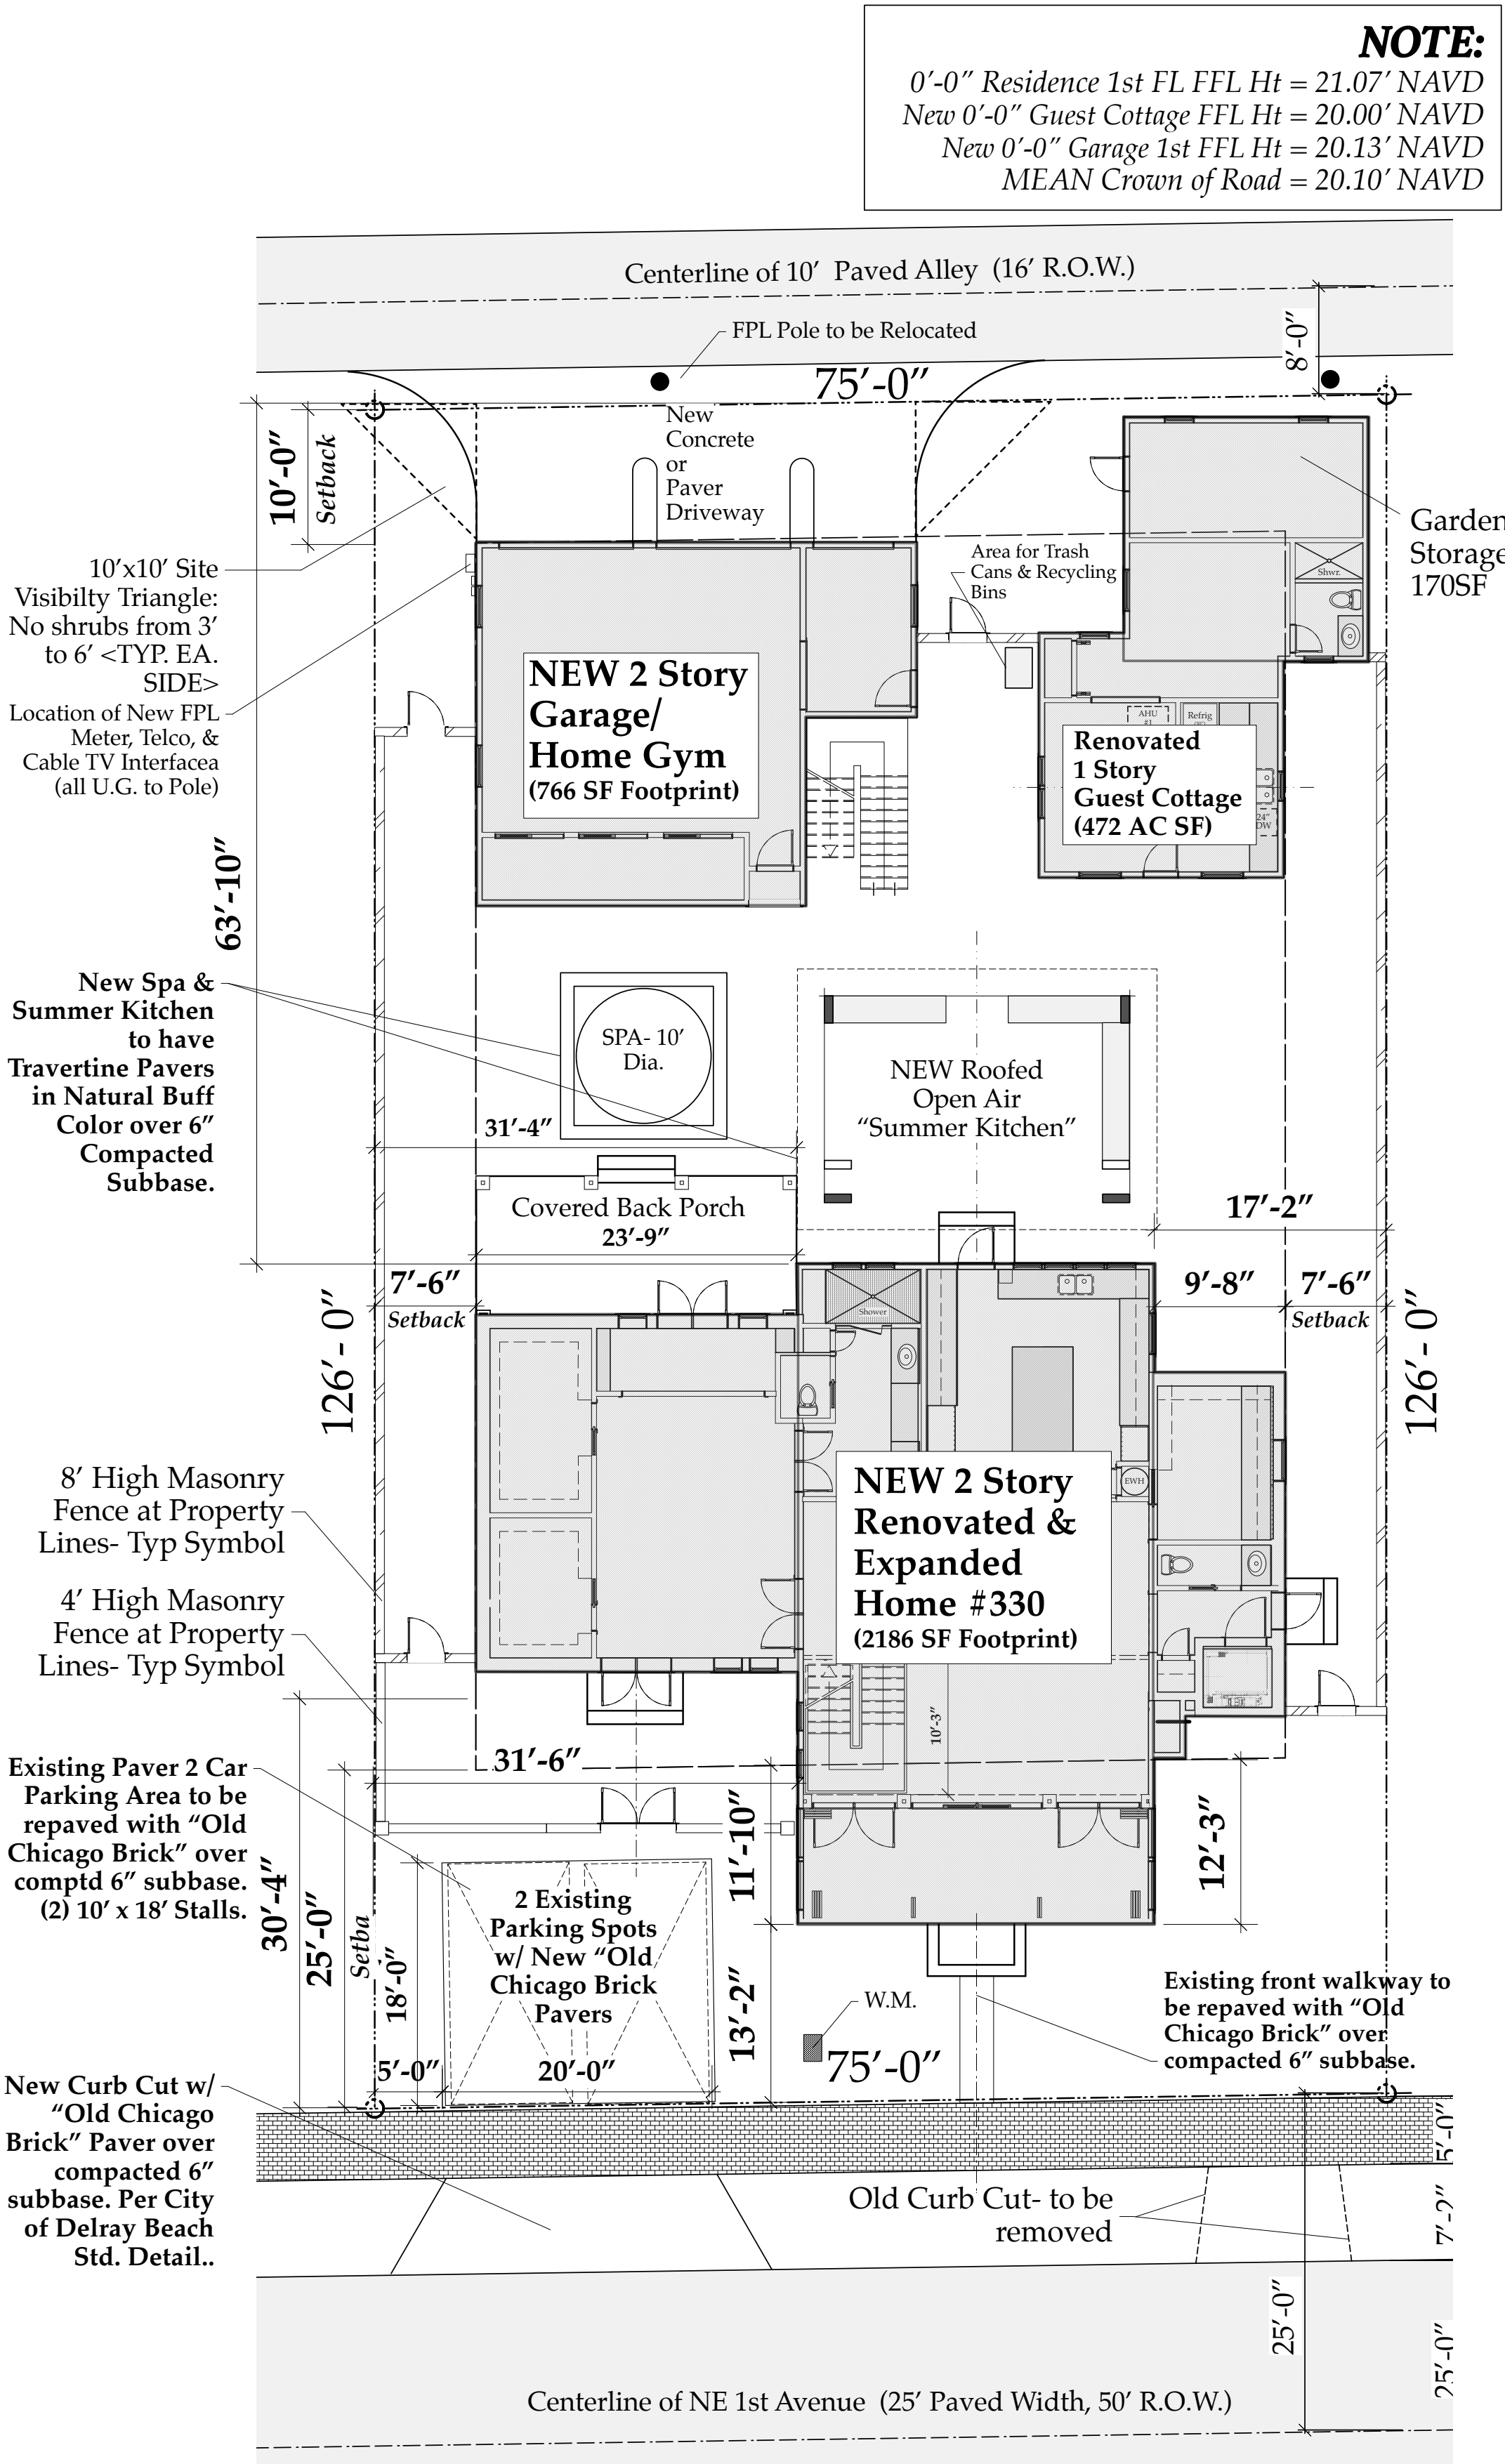 NOTE:
0'-0" Residence 1st FL FFL Ht = 21.07' NAVD
New 0'-0" Guest Cottage FFL Ht = 20.00' NAVD
New 0'-0" Garage 1st FFL Ht = 20.13' NAVD
MEAN Crown of Road = 20.10' NAVD
Centerline of 10' Paved Alley (16' R.O.W.)
8'-0"
FPL Pole to be Relocated
75'-0"
New
Concrete
or
Paver
Driveway
10'-0"
Setback
Garden
Storage
170SF
10'x10' Site
Visibilty Triangle:
No shrubs from 3'
to 6' <TYP. EA.
SIDE>
Area for Trash
Cans & Recycling
Bins
Shwr.
Location of New FPL
Meter, Telco, &
Cable TV Interfacea
(all U.G. to Pole)
NEW 2 Story
Garage/
Home Gym
(766 SF Footprint)
AHU
#1
Refrig
Renovated
1 Story
Guest Cottage
(472 AC SF)
24"
DW
63'-10"
New Spa &
Summer Kitchen
to have
Travertine Pavers
in Natural Buff
Color over 6"
Compacted
Subbase.
SPA- 10'
Dia.
NEW Roofed
Open Air
“Summer Kitchen”
31'-4"
Covered Back Porch
23'-9"
17'-2"
7'-6"
Setback
9'-8"
7'-6"
Setback
126'- 0"
126'- 0"
Shower
8' High Masonry
Fence at Property
Lines- Typ Symbol
4' High Masonry
Fence at Property
Lines- Typ Symbol
EWH
NEW 2 Story
Renovated &
Expanded
Home #330
(2186 SF Footprint)
10'-3"
31'-6"
Existing Paver 2 Car
Parking Area to be
repaved with “Old
Chicago Brick” over
comptd 6" subbase.
(2) 10' x 18' Stalls.
30'-4"
25'-0"
Setba
18'-0"
11'-10"
12'-3"
2 Existing
Parking Spots
w/ New “Old
Chicago Brick
Pavers
13'-2"
W.M.
75'-0"
Existing front walkway to
be repaved with “Old
Chicago Brick” over
compacted 6" subbase.
5'-0"
20'-0"
New Curb Cut w/
“Old Chicago
Brick” Paver over
compacted 6"
subbase. Per City
of Delray Beach
Std. Detail..
5'-0"
Old Curb Cut- to be
removed
7'-2"
25'-0"
25'-0"
Centerline of NE 1st Avenue (25' Paved Width, 50' R.O.W.)